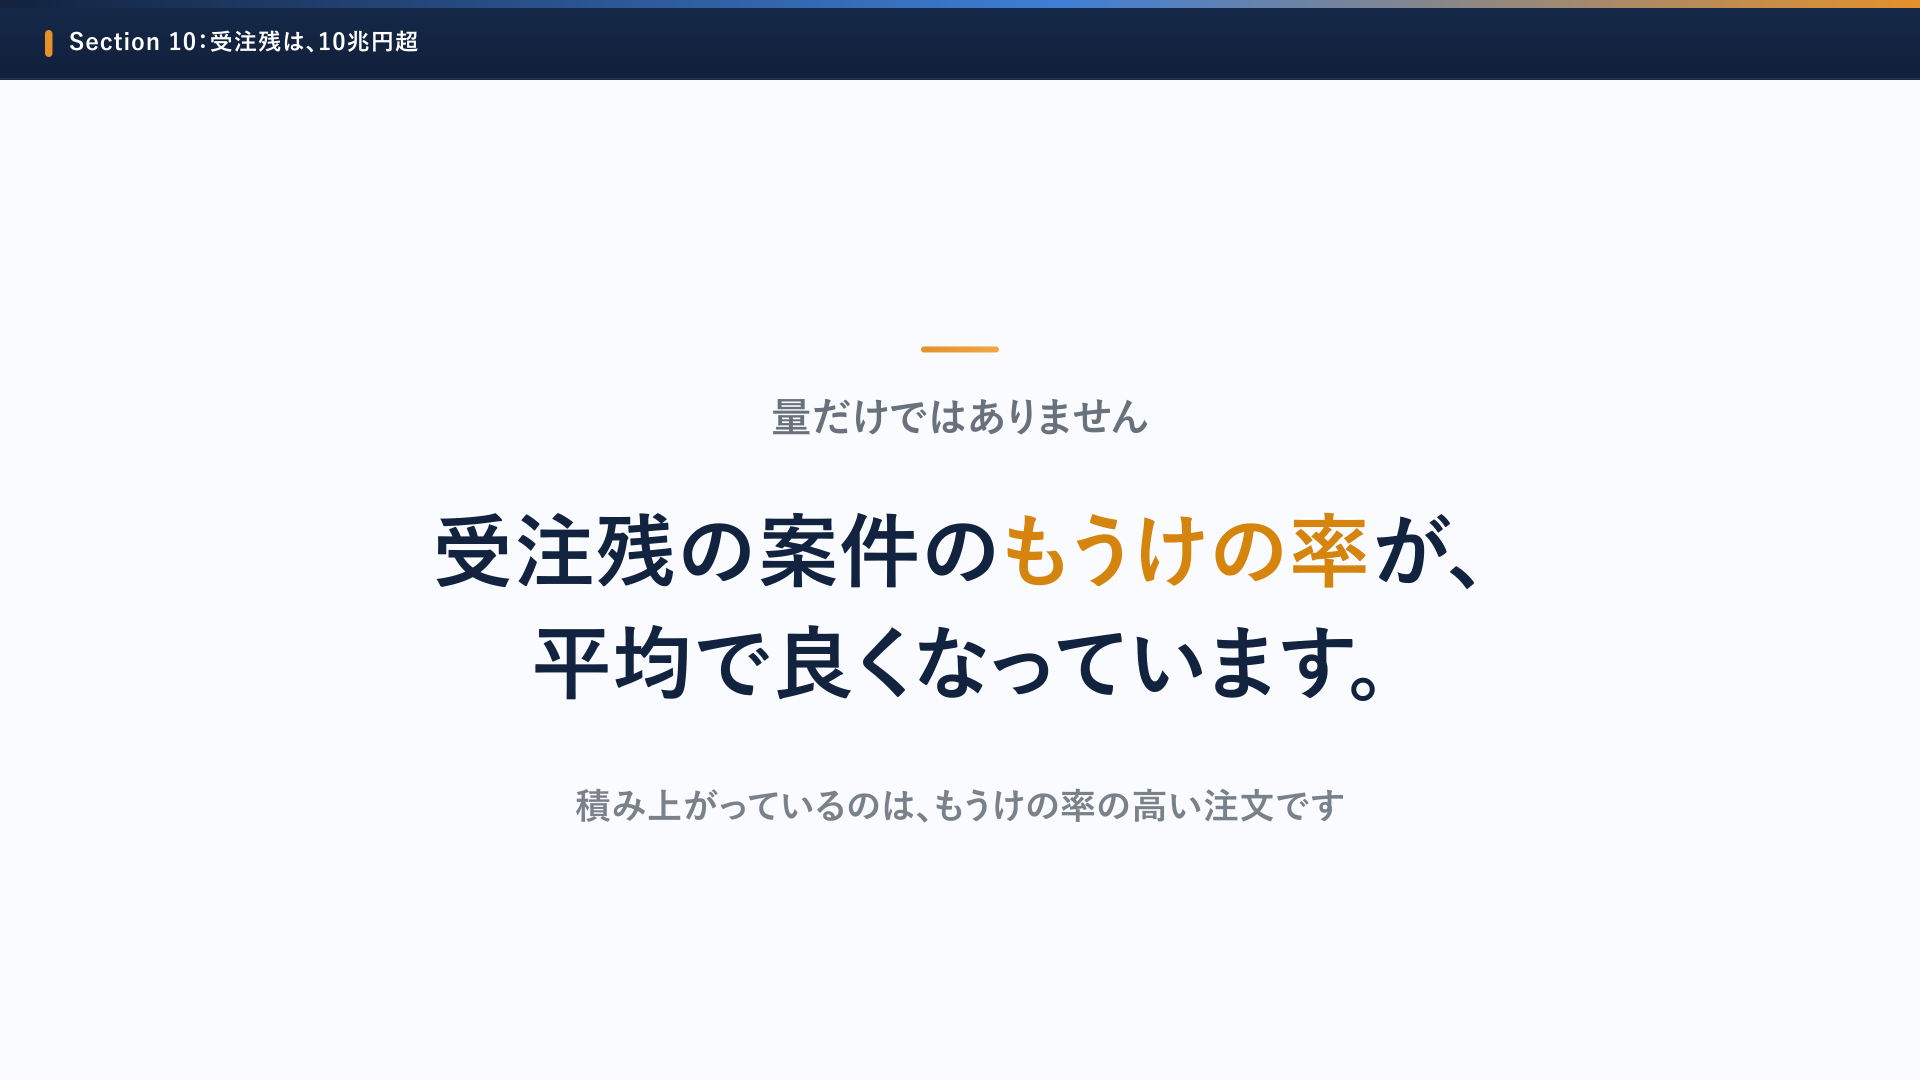 Section 10：受注残は、10兆円超
量だけではありません
受注残の案件のもうけの率が、
平均で良くなっています。
積み上がっているのは、もうけの率の高い注文です